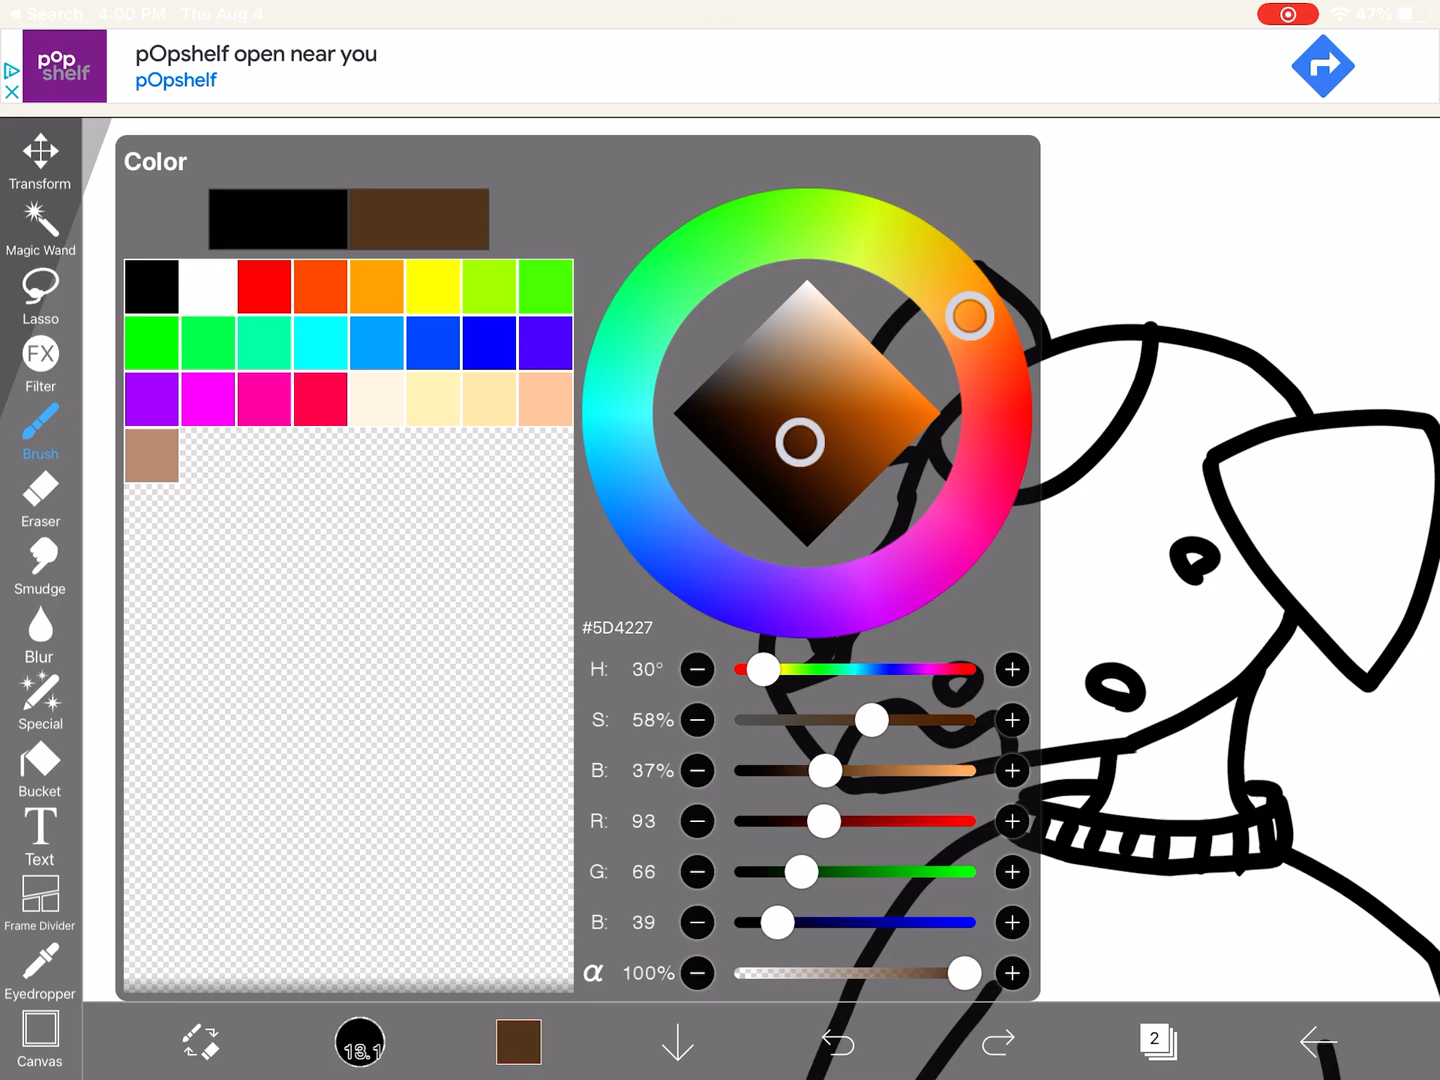 Search 4:00 PM Thu Aug 4
47%
pOp shelf
pOpshelf open near you
pOpshelf
Transform
Magic Wand
Lasso
FX
Filter
Brush
Eraser
Smudge
Blur
Special
Bucket
T
Text
Frame Divider
Eyedropper
Canvas
Color
#5D4227
H: 30°
S: 58%
B: 37%
R: 93
G: 66
B: 39
α 100%
13.1
2